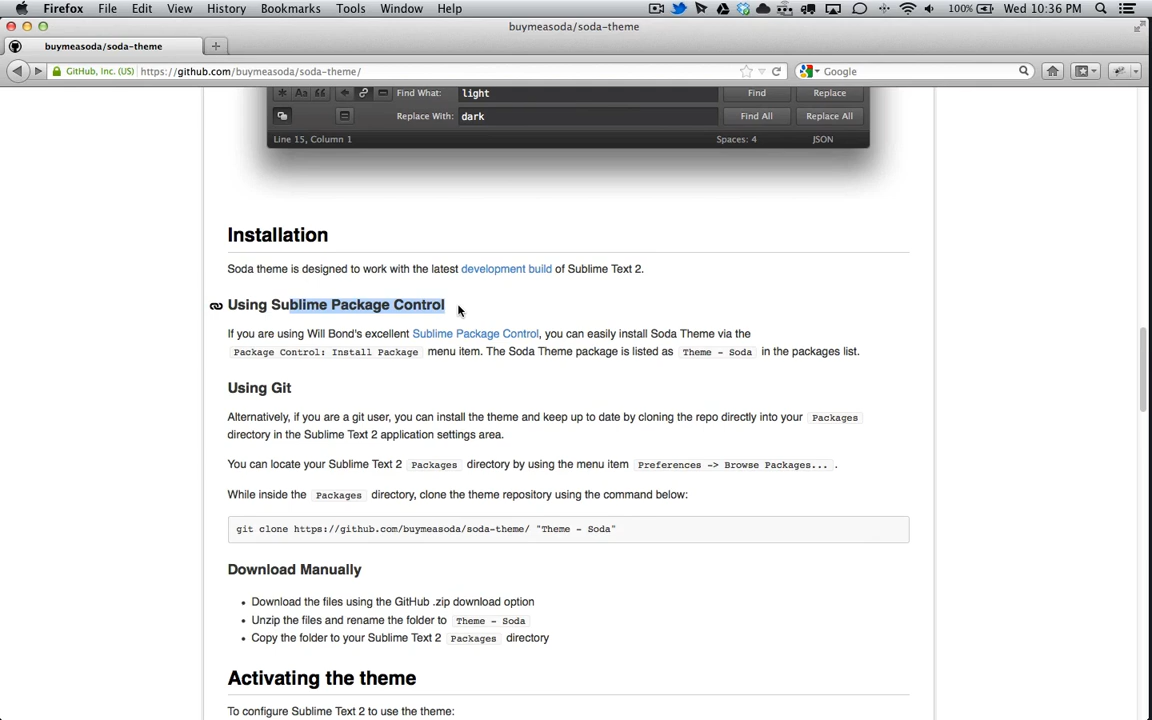 Firefox File Edit View History Bookmarks Tools Window Help 100% Wed 10:36 PM
buymeasoda/soda-theme
buymeasoda/soda-theme
GitHub, Inc. (US) https://github.com/buymeasoda/soda-theme/ Google
Find What: light Find Replace
Replace With: dark Find All Replace All
Line 15, Column 1 Spaces: 4 JSON
Installation
Soda theme is designed to work with the latest development build of Sublime Text 2.
Using Sublime Package Control
If you are using Will Bond's excellent Sublime Package Control, you can easily install Soda Theme via the
Package Control: Install Package menu item. The Soda Theme package is listed as Theme - Soda in the packages list.
Using Git
Alternatively, if you are a git user, you can install the theme and keep up to date by cloning the repo directly into your Packages
directory in the Sublime Text 2 application settings area.
You can locate your Sublime Text 2 Packages directory by using the menu item Preferences -> Browse Packages... .
While inside the Packages directory, clone the theme repository using the command below:
git clone https://github.com/buymeasoda/soda-theme/ "Theme - Soda"
Download Manually
• Download the files using the GitHub .zip download option
• Unzip the files and rename the folder to Theme - Soda
• Copy the folder to your Sublime Text 2 Packages directory
Activating the theme
To configure Sublime Text 2 to use the theme: